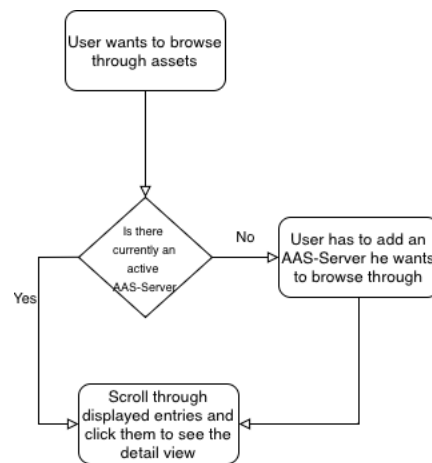 User wants to browse
through assets
Is there
currently an
active
AAS-Server
No
User has to add an
AAS-Server he wants
to browse through
Yes
Scroll through
displayed entries and
click them to see the
detail view